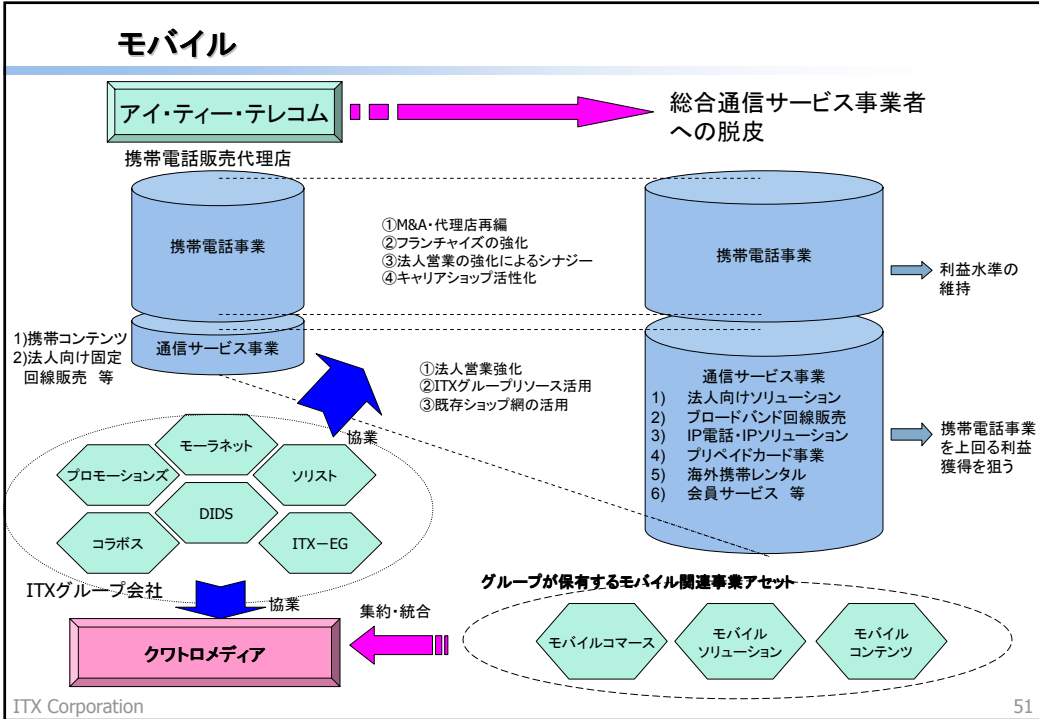 モバイル
アイ・ティー・テレコム
総合通信サービス事業者
への脱皮
携帯電話販売代理店
携帯電話事業
①M&A・代理店再編
②フランチャイズの強化
③法人営業の強化によるシナジー
④キャリアショップ活性化
携帯電話事業
利益水準の
維持
1)携帯コンテンツ
2)法人向け固定
回線販売 等
通信サービス事業
①法人営業強化
②ITXグループリソース活用
③既存ショップ網の活用
通信サービス事業
1) 法人向けソリューション
2) ブロードバンド回線販売
3) IP電話・IPソリューション
4) プリペイドカード事業
5) 海外携帯レンタル
6) 会員サービス 等
携帯電話事業
を上回る利益
獲得を狙う
協業
モーラネット
プロモーションズ
ソリスト
DIDS
コラボス
ITX－EG
ITXグループ会社
協業
クワトロメディア
集約・統合
グループが保有するモバイル関連事業アセット
モバイルコマース
モバイル
ソリューション
モバイル
コンテンツ
ITX Corporation
51